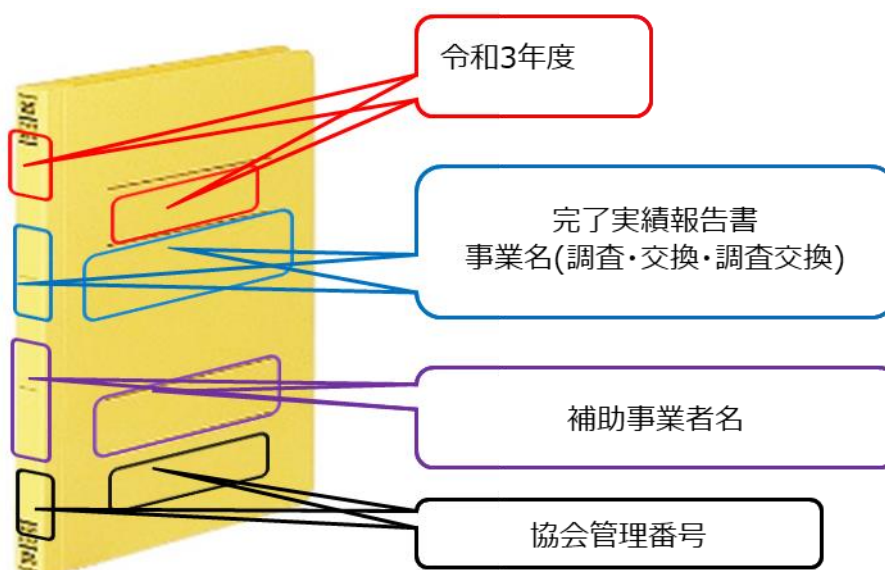 令和3年度
完了実績報告書
事業名(調査・交換・調査交換)
補助事業者名
協会管理番号